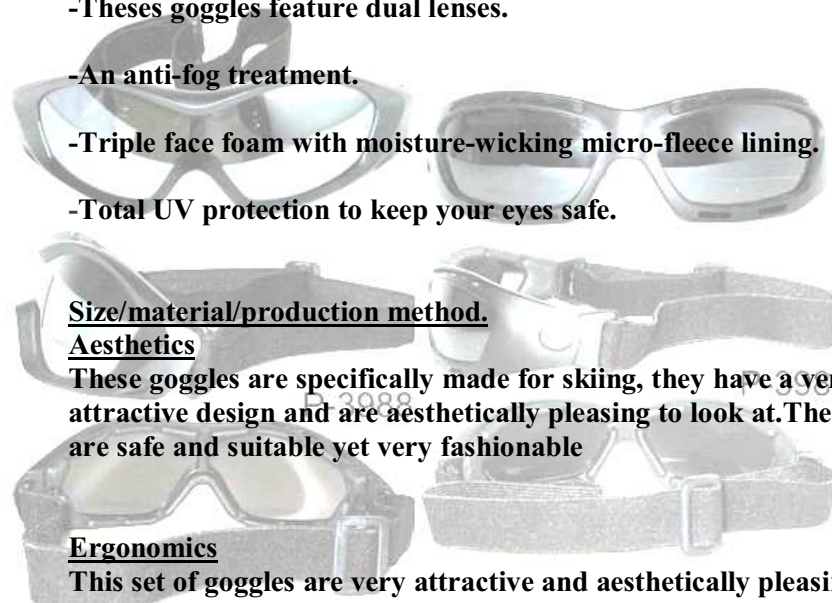 -Theses goggles feature dual lenses.
-An anti-fog treatment.
-Triple face foam with moisture-wicking micro-fleece lining.
-Total UV protection to keep your eyes safe.
Size/material/production method.
Aesthetics
These goggles are specifically made for skiing, they have a ver
attractive design and are aesthetically pleasing to look at.The
are safe and suitable yet very fashionable
P-3988
Ergonomics
This set of goggles are very attractive and aesthetically pleasi